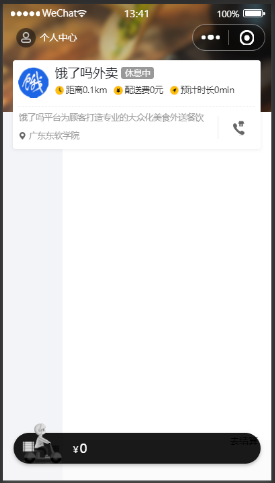 WeChat 13:41 100%
个人中心
饿了吗外卖 休息中
距离0.1km 配送费0元 预计时长0min
饿了吗平台为顾客打造专业的大众化美食外送餐饮
广东东软学院
去结算
¥0